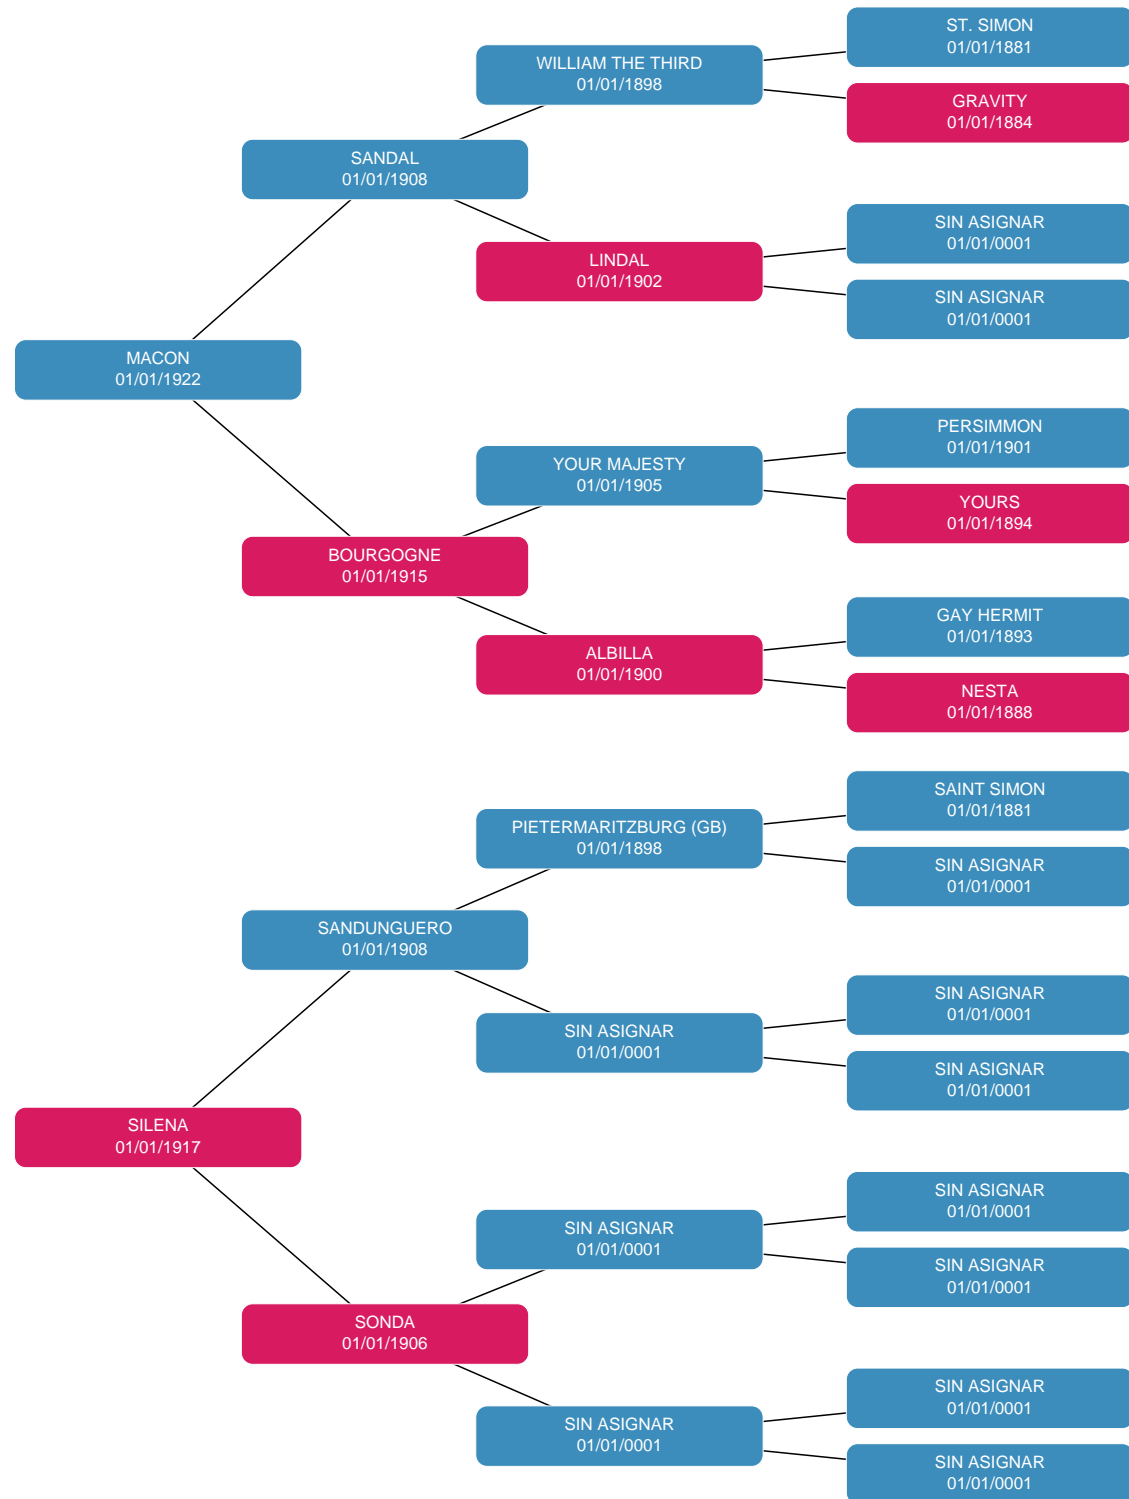 ST. SIMON
01/01/1881
WILLIAM THE THIRD
01/01/1898
GRAVITY
01/01/1884
SANDAL
01/01/1908
SIN ASIGNAR
01/01/0001
LINDAL
01/01/1902
SIN ASIGNAR
01/01/0001
MACON
01/01/1922
PERSIMMON
01/01/1901
YOUR MAJESTY
01/01/1905
YOURS
01/01/1894
BOURGOGNE
01/01/1915
GAY HERMIT
01/01/1893
ALBILLA
01/01/1900
NESTA
01/01/1888
SAINT SIMON
01/01/1881
PIETERMARITZBURG (GB)
01/01/1898
SIN ASIGNAR
01/01/0001
SANDUNGUERO
01/01/1908
SIN ASIGNAR
01/01/0001
SIN ASIGNAR
01/01/0001
SIN ASIGNAR
01/01/0001
SILENA
01/01/1917
SIN ASIGNAR
01/01/0001
SIN ASIGNAR
01/01/0001
SIN ASIGNAR
01/01/0001
SONDA
01/01/1906
SIN ASIGNAR
01/01/0001
SIN ASIGNAR
01/01/0001
SIN ASIGNAR
01/01/0001